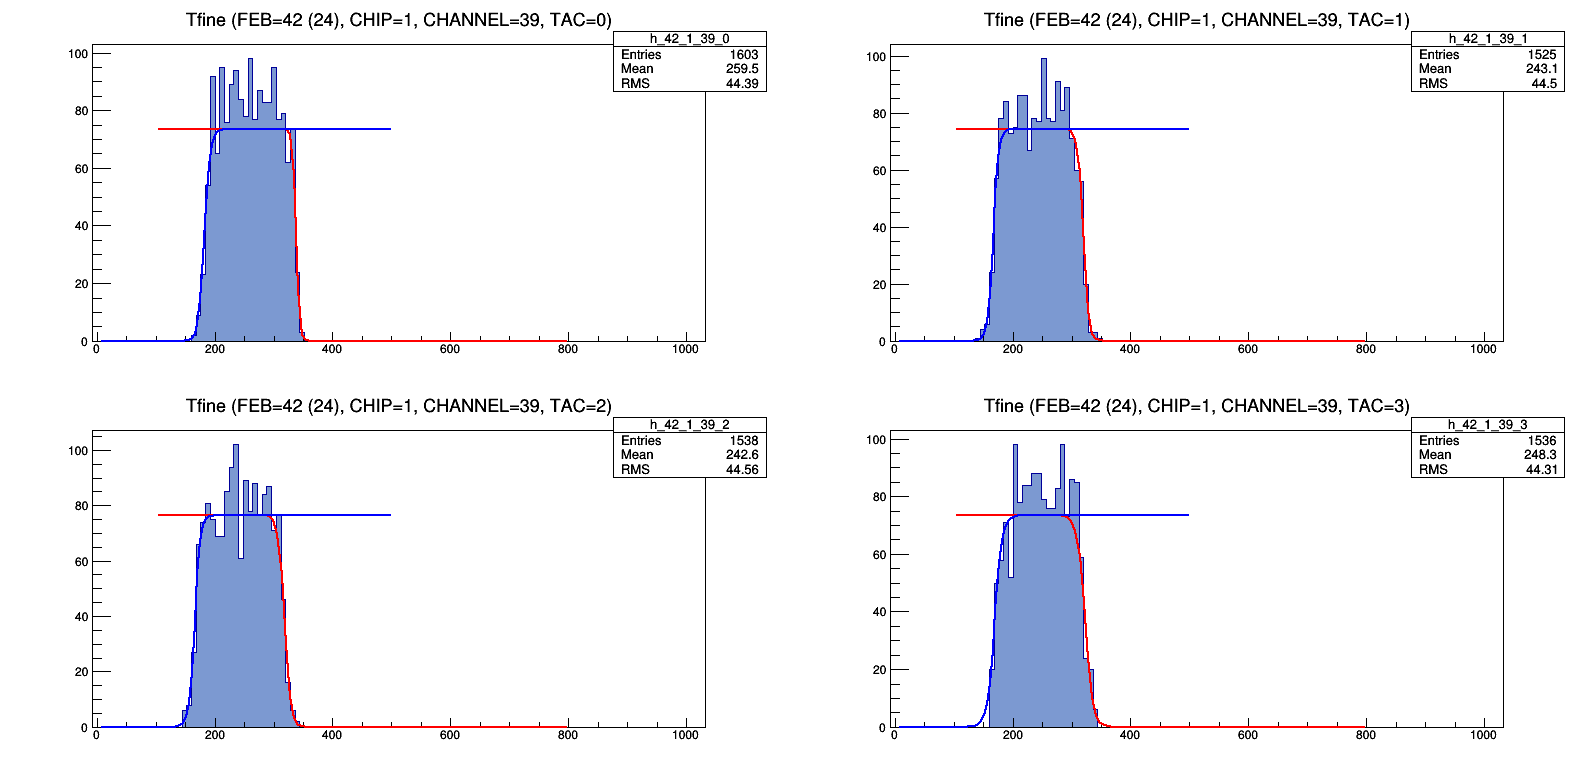 Tfine (FEB=42 (24), CHIP=1, CHANNEL=39, TAC=0)
h_42_1_39_0
Entries 1603
Mean 259.5
RMS 44.39
100
80
60
40
20
0
0 200 400 600 800 1000
Tfine (FEB=42 (24), CHIP=1, CHANNEL=39, TAC=1)
h_42_1_39_1
Entries 1525
Mean 243.1
RMS 44.5
100
80
60
40
20
0
0 200 400 600 800 1000
Tfine (FEB=42 (24), CHIP=1, CHANNEL=39, TAC=2)
h_42_1_39_2
Entries 1538
Mean 242.6
RMS 44.56
100
80
60
40
20
0
0 200 400 600 800 1000
Tfine (FEB=42 (24), CHIP=1, CHANNEL=39, TAC=3)
h_42_1_39_3
Entries 1536
Mean 248.3
RMS 44.31
100
80
60
40
20
0
0 200 400 600 800 1000